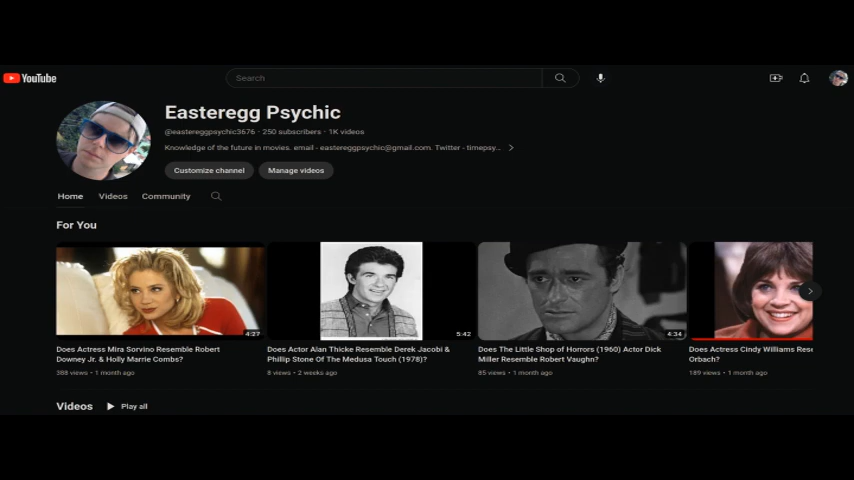 YouTube
Search
Easteregg Psychic
@eastereggpsychic3676 · 250 subscribers · 1K videos
Knowledge of the future in movies. email - eastereggpsychic@gmail.com. Twitter - timepsy...
Customize channel
Manage videos
Home
Videos
Community
For You
4:27
5:42
4:34
Does Actress Mira Sorvino Resemble Robert
Downey Jr. & Holly Marrie Combs?
388 views · 1 month ago
Does Actor Alan Thicke Resemble Derek Jacobi &
Phillip Stone Of The Medusa Touch (1978)?
8 views · 2 weeks ago
Does The Little Shop of Horrors (1960) Actor Dick
Miller Resemble Robert Vaughn?
85 views · 1 month ago
Does Actress Cindy Williams Rese
Orbach?
189 views · 1 month ago
Videos
Play all